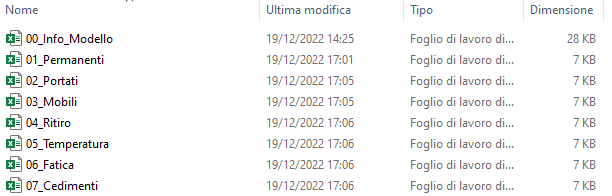 Nome Ultima modifica Tipo Dimensione
00_Info_Modello 19/12/2022 14:25 Foglio di lavoro di... 28 KB
01_Permanenti 19/12/2022 17:01 Foglio di lavoro di... 7 KB
02_Portati 19/12/2022 17:05 Foglio di lavoro di... 7 KB
03_Mobili 19/12/2022 17:05 Foglio di lavoro di... 7 KB
04_Ritiro 19/12/2022 17:06 Foglio di lavoro di... 7 KB
05_Temperatura 19/12/2022 17:06 Foglio di lavoro di... 7 KB
06_Fatica 19/12/2022 17:06 Foglio di lavoro di... 7 KB
07_Cedimenti 19/12/2022 17:06 Foglio di lavoro di... 7 KB